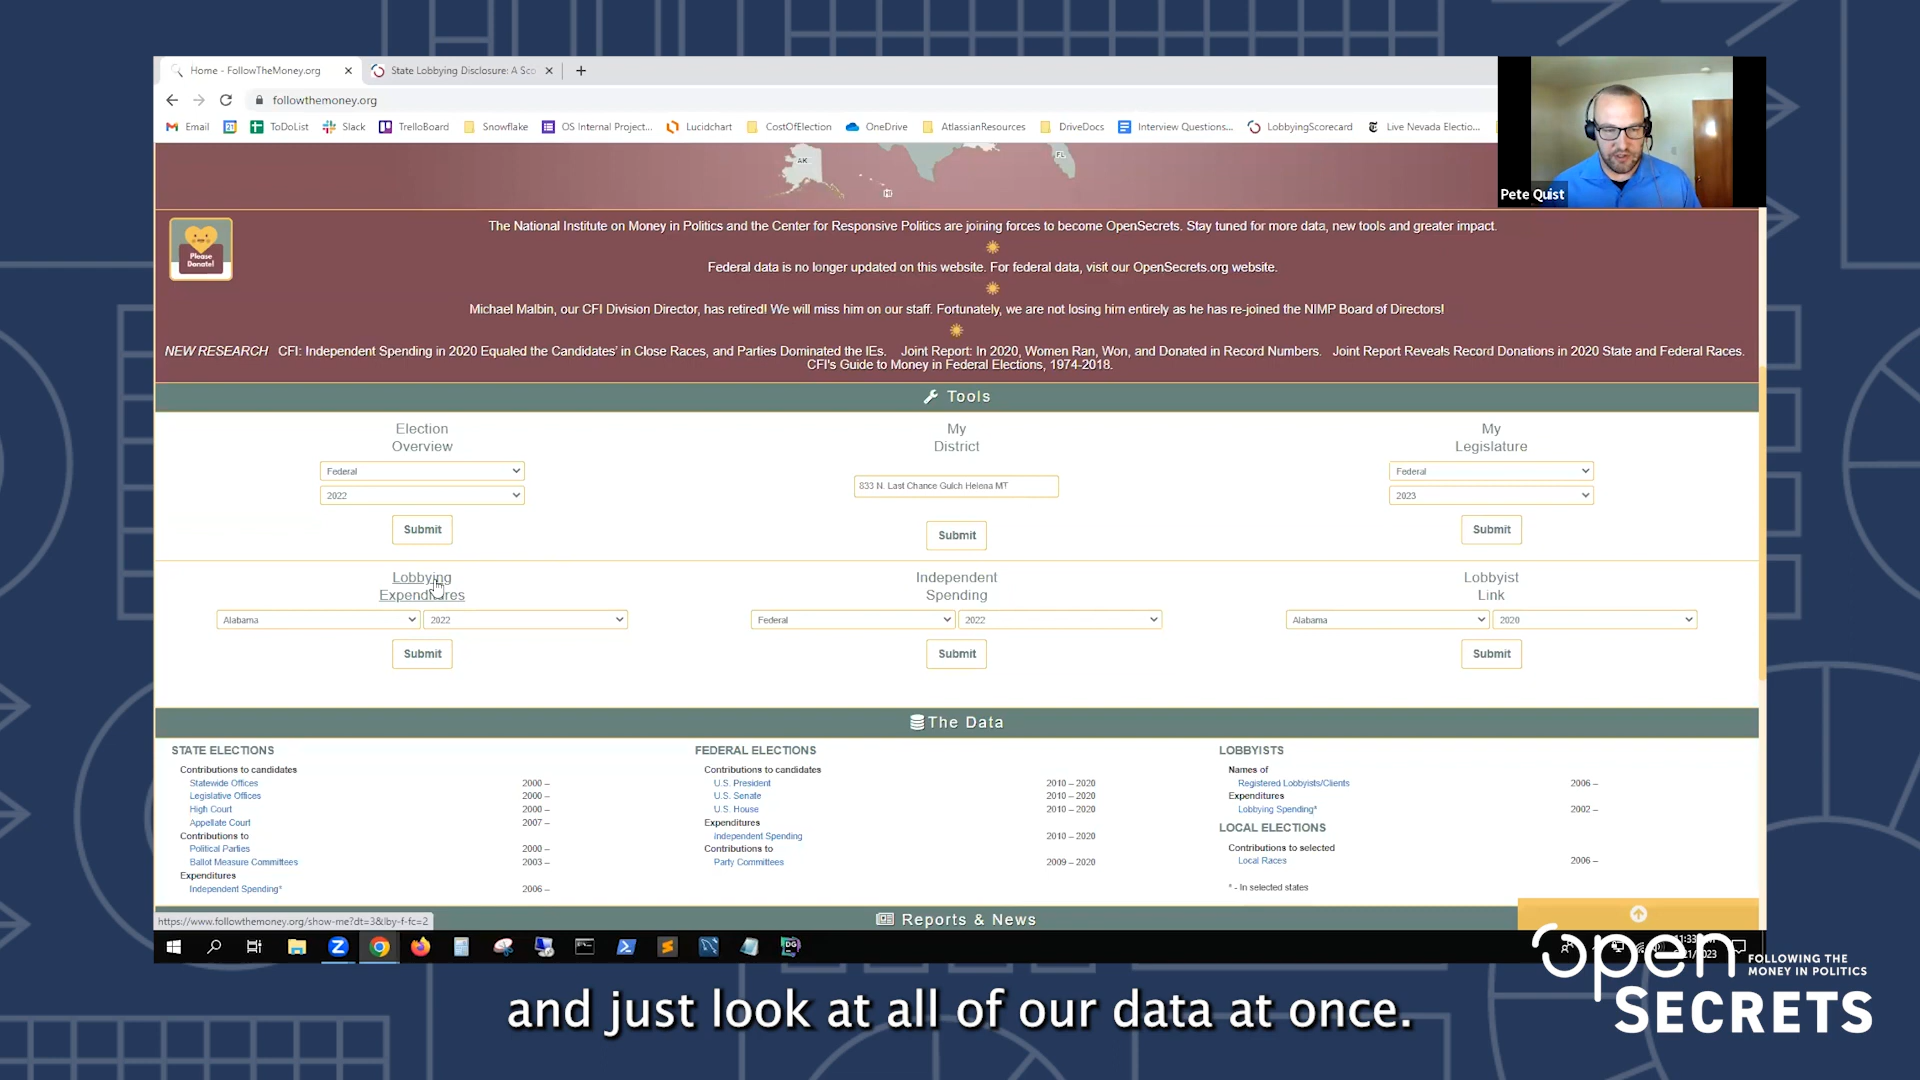 Home - FollowTheMoney.org
State Lobbying Disclosure: A Sco
followthemoney.org
Email
ToDoList
Slack
TrelloBoard
Snowflake
OS Internal Project...
Lucidchart
CostOfElection
OneDrive
AtlassianResources
DriveDocs
Interview Questions...
LobbyingScorecard
Live Nevada Electio...
Pete Quist
AK
HI
FL
Please
Donate!
The National Institute on Money in Politics and the Center for Responsive Politics are joining forces to become OpenSecrets. Stay tuned for more data, new tools and greater impact.
Federal data is no longer updated on this website. For federal data, visit our OpenSecrets.org website.
Michael Malbin, our CFI Division Director, has retired! We will miss him on our staff. Fortunately, we are not losing him entirely as he has re-joined the NIMP Board of Directors!
NEW RESEARCH CFI: Independent Spending in 2020 Equaled the Candidates' in Close Races, and Parties Dominated the IEs. Joint Report: In 2020, Women Ran, Won, and Donated in Record Numbers. Joint Report Reveals Record Donations in 2020 State and Federal Races.
CFI's Guide to Money in Federal Elections, 1974-2018.
Tools
Election
Overview
Federal
2022
Submit
My
District
833 N. Last Chance Gulch Helena MT
Submit
My
Legislature
Federal
2023
Submit
Lobbying
Expenditures
Alabama
2022
Submit
Independent
Spending
Federal
2022
Submit
Lobbyist
Link
Alabama
2020
Submit
The Data
STATE ELECTIONS
Contributions to candidates
Statewide Offices 2000 –
Legislative Offices 2000 –
High Court 2000 –
Appellate Court 2007 –
Contributions to
Political Parties 2000 –
Ballot Measure Committees 2003 –
Expenditures
Independent Spending* 2006 –
FEDERAL ELECTIONS
Contributions to candidates
U.S. President 2010 – 2020
U.S. Senate 2010 – 2020
U.S. House 2010 – 2020
Expenditures
Independent Spending 2010 – 2020
Contributions to
Party Committees 2009 – 2020
LOBBYISTS
Names of
Registered Lobbyists/Clients 2006 –
Expenditures
Lobbying Spending* 2002 –
LOCAL ELECTIONS
Contributions to selected
Local Races 2006 –
* - In selected states
https://www.followthemoney.org/show-me?dt=3&lby-f-fc=2
Reports & News
DG
open
SECRETS
FOLLOWING THE
MONEY IN POLITICS
and just look at all of our data at once.